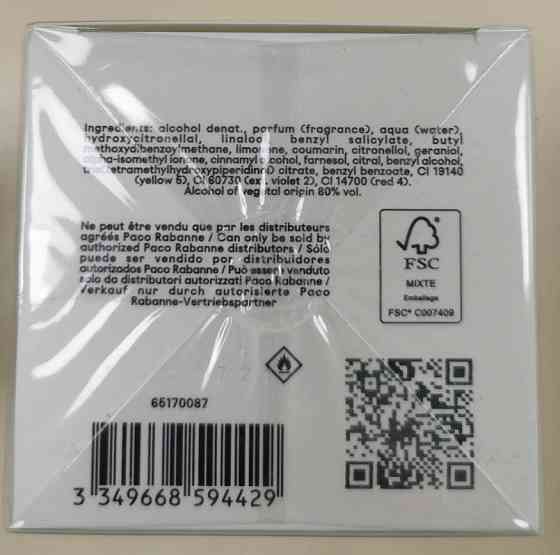 Ingredients: alcohol denat., parfum (fragrance), aqua (water),
hydroxycitronellal, linalool, benzyl salicylate, butyl
methoxydibenzoylmethane, limonene, coumarin, citronellol, geraniol,
alpha-isomethyl ionone, cinnamyl alcohol, farnesol, citral, benzyl alcohol,
tris(tetramethylhydroxypiperidinol) citrate, benzyl benzoate, CI 19140
(yellow 5), CI 60730 (ext. violet 2), CI 14700 (red 4).
Alcohol of vegetal origin 80% vol.
Ne peut être vendu que par les distributeurs
agréés Paco Rabanne / Can only be sold by
authorized Paco Rabanne distributors / Sólo
puede ser vendido por distribuidores
autorizados Paco Rabanne / Può essere venduto
solo da distributori autorizzati Paco Rabanne /
Verkauf nur durch autorisierte Paco
Rabanne-Vertriebspartner
FSC
MIXTE
Emballage
FSC® C007409
65170087
3 349668 594429